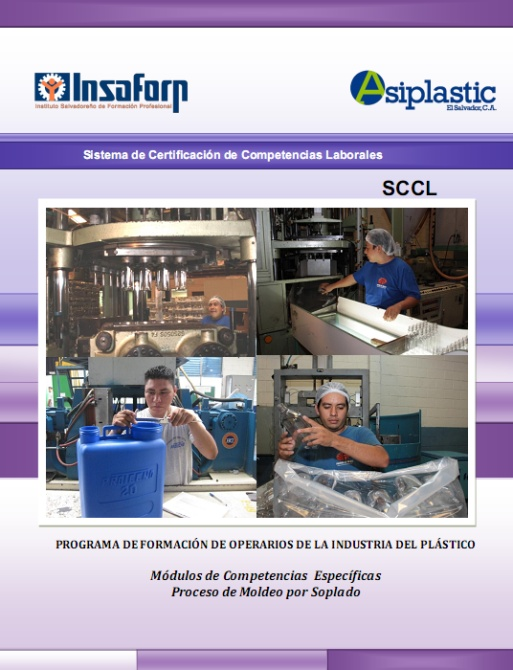 Insaforp
Instituto Salvadoreño de Formación Profesional
Asiplastic
El Salvador, C.A.
Sistema de Certificación de Competencias Laborales
SCCL
20
PROGRAMA DE FORMACIÓN DE OPERARIOS DE LA INDUSTRIA DEL PLÁSTICO
Módulos de Competencias Específicas
Proceso de Moldeo por Soplado